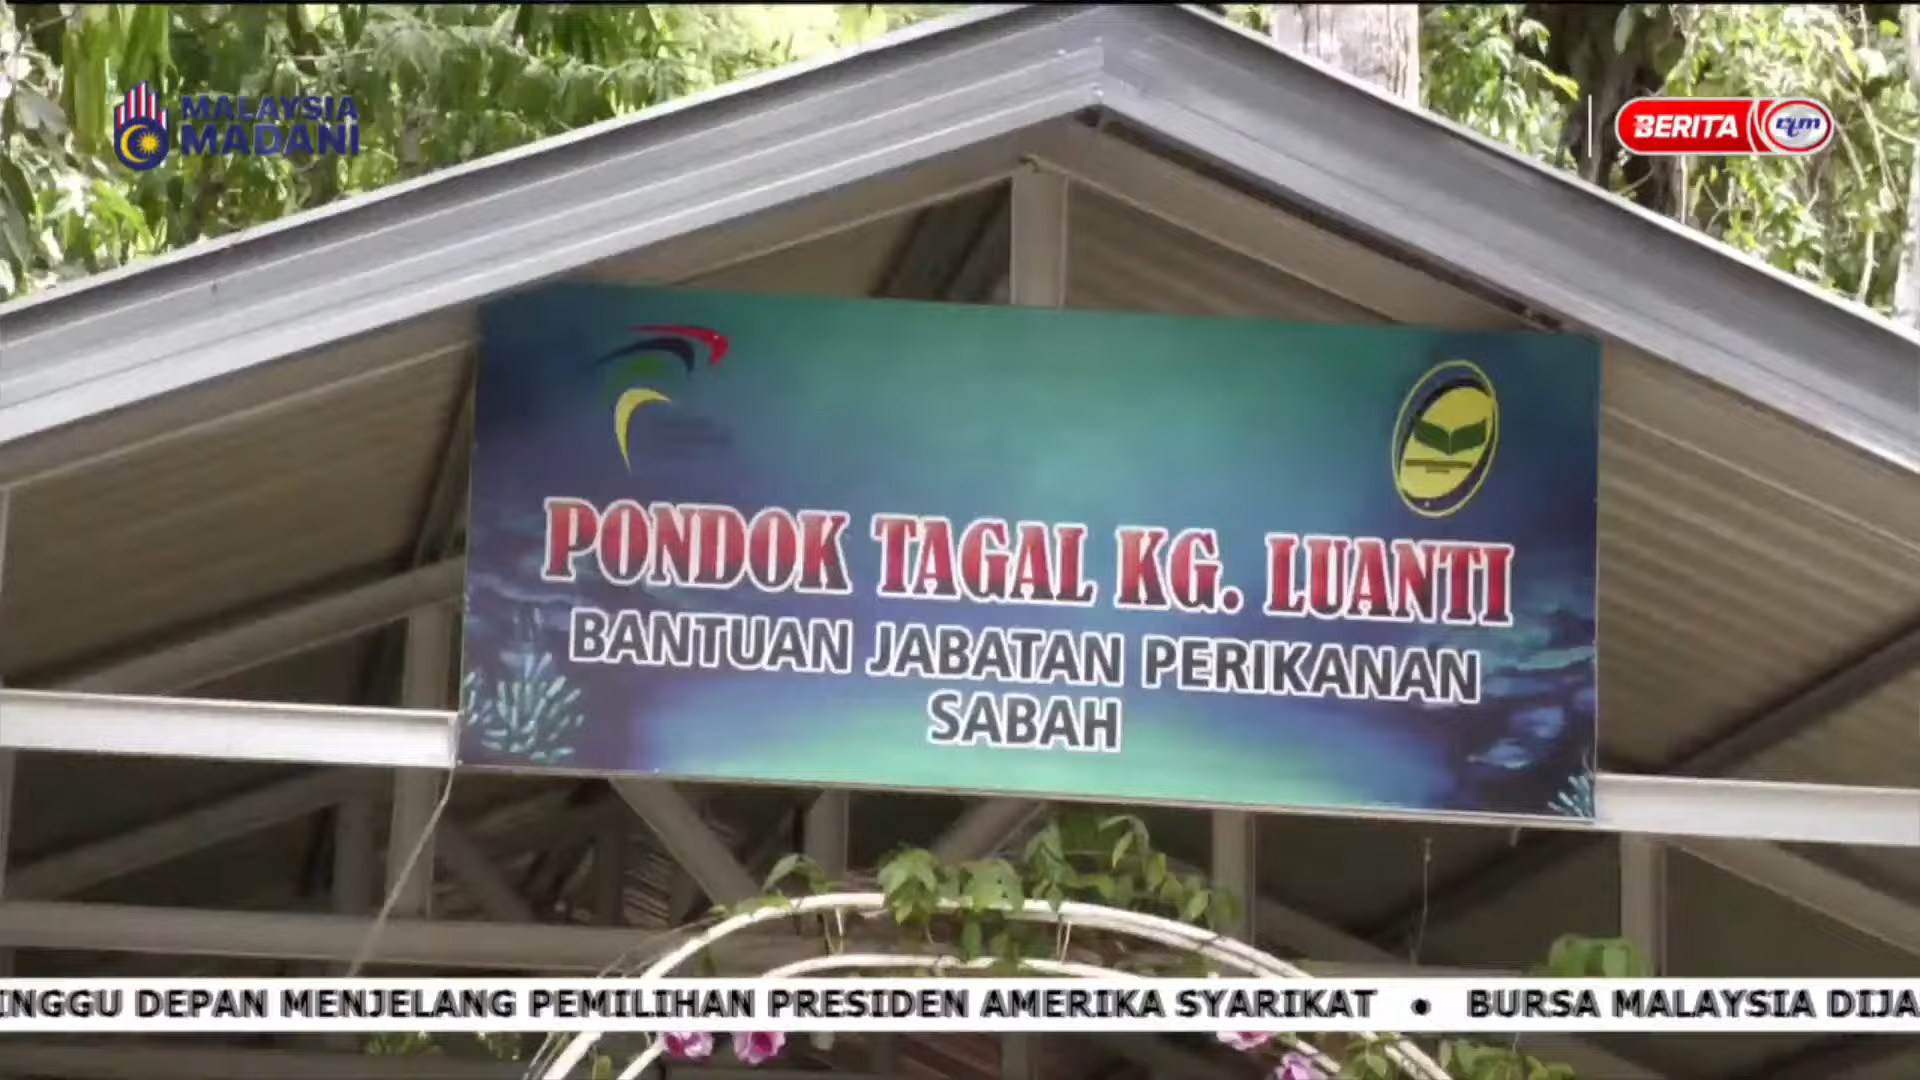 MALAYSIA
MADANI
BERITA rtm
PONDOK TAGAL KG. LUANTI
BANTUAN JABATAN PERIKANAN
SABAH
INGGU DEPAN MENJELANG PEMILIHAN PRESIDEN AMERIKA SYARIKAT • BURSA MALAYSIA DIJA